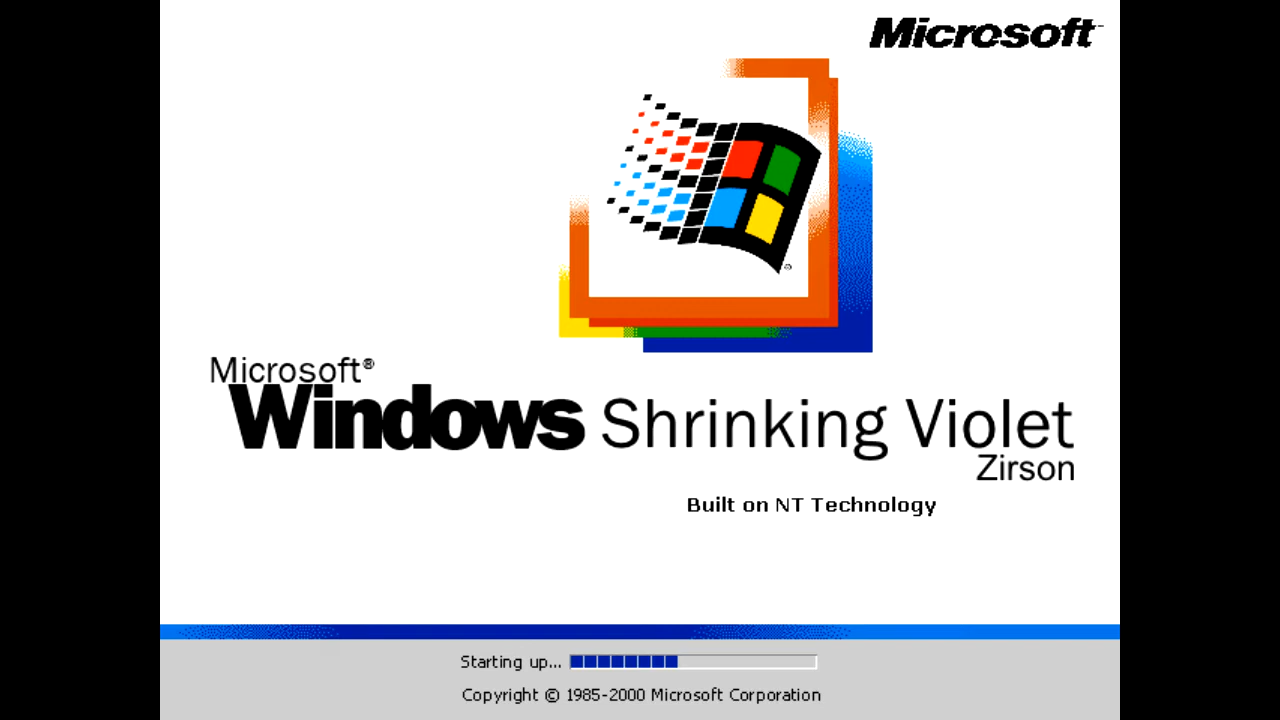 Microsoft
Microsoft®
Windows Shrinking Violet
Zirson
Built on NT Technology
Starting up...
Copyright © 1985-2000 Microsoft Corporation